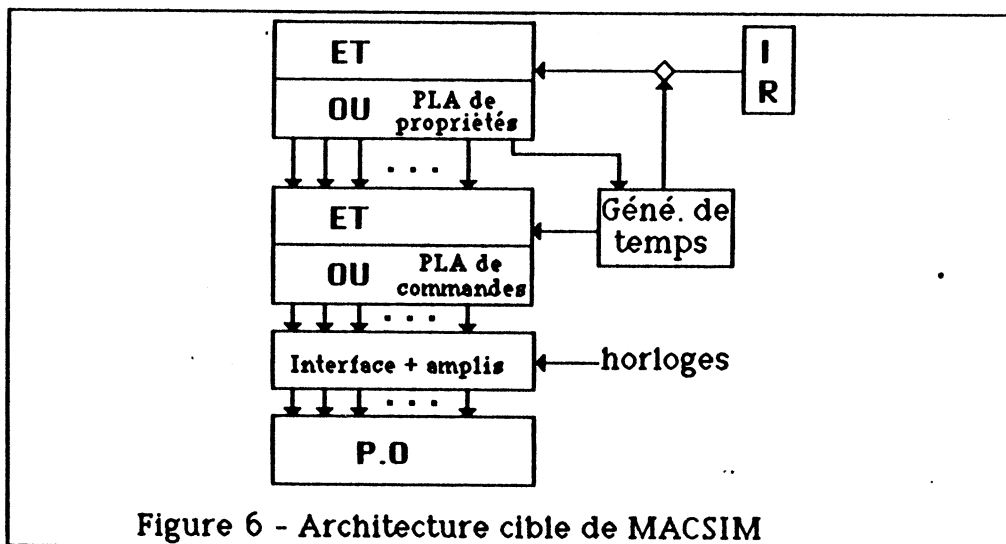 ET
I
R
OU PLA de
propriétés
. . .
ET
Géné. de
temps
OU PLA de
commandes
. . .
Interface + amplis
horloges
. . .
P.O
Figure 6 - Architecture cible de MACSIM